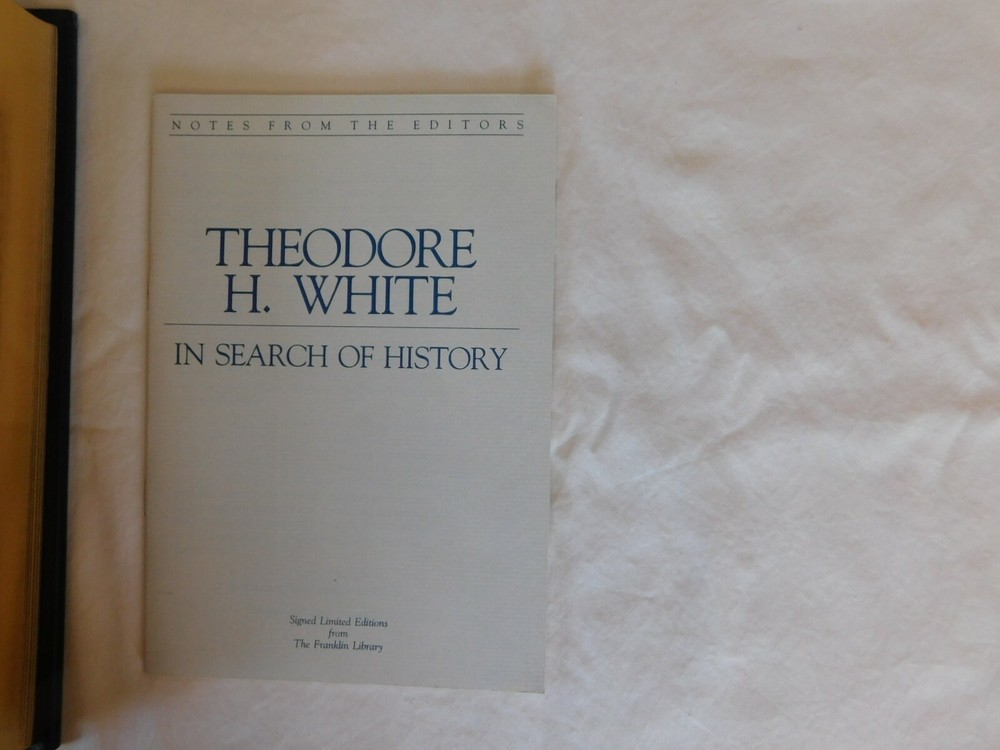 NOTES FROM THE EDITORS
THEODORE
H. WHITE
IN SEARCH OF HISTORY
Signed Limited Editions
from
The Franklin Library